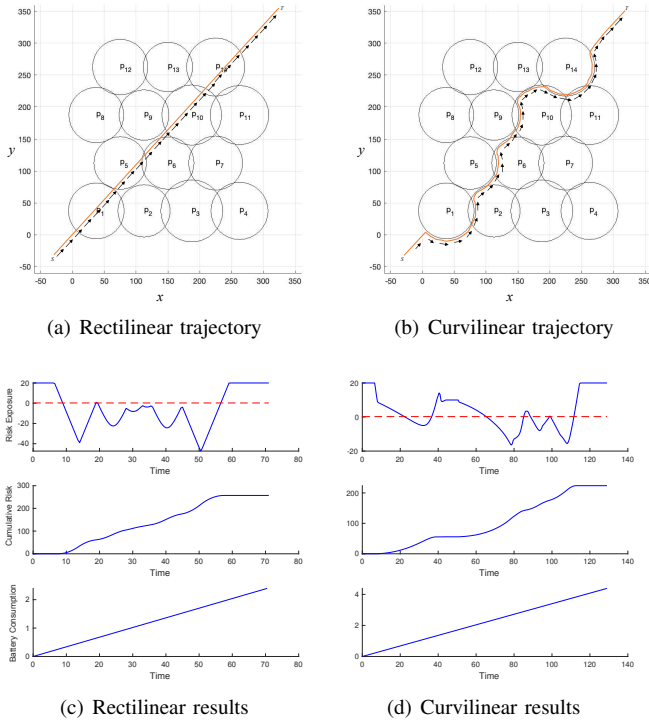 350
300
250
200
150
100
50
0
50
y
P12 P13 P14
P8 P9 P10 P11
P5 P6 P7
P1 P2 P3 P4
s
-50 0 50 100 150 200 250 300 350
x
(a) Rectilinear trajectory
350
300
250
200
150
100
50
0
50
y
P12 P13 P14
P8 P9 P10 P11
P5 P6 P7
P1 P2 P3 P4
s
-50 0 50 100 150 200 250 300 350
x
(b) Curvilinear trajectory
Risk Exposure
20
0
-20
-40
0 10 20 30 40 50 60 70 80
Time
Cumulative Risk
300
200
100
0
0 10 20 30 40 50 60 70 80
Time
Battery Consumption
2
1
0
0 10 20 30 40 50 60 70 80
Time
(c) Rectilinear results
20
0
-20
0 20 40 60 80 100 120 140
Time
200
100
0
0 20 40 60 80 100 120 140
Time
4
2
0
0 20 40 60 80 100 120 140
Time
(d) Curvilinear results